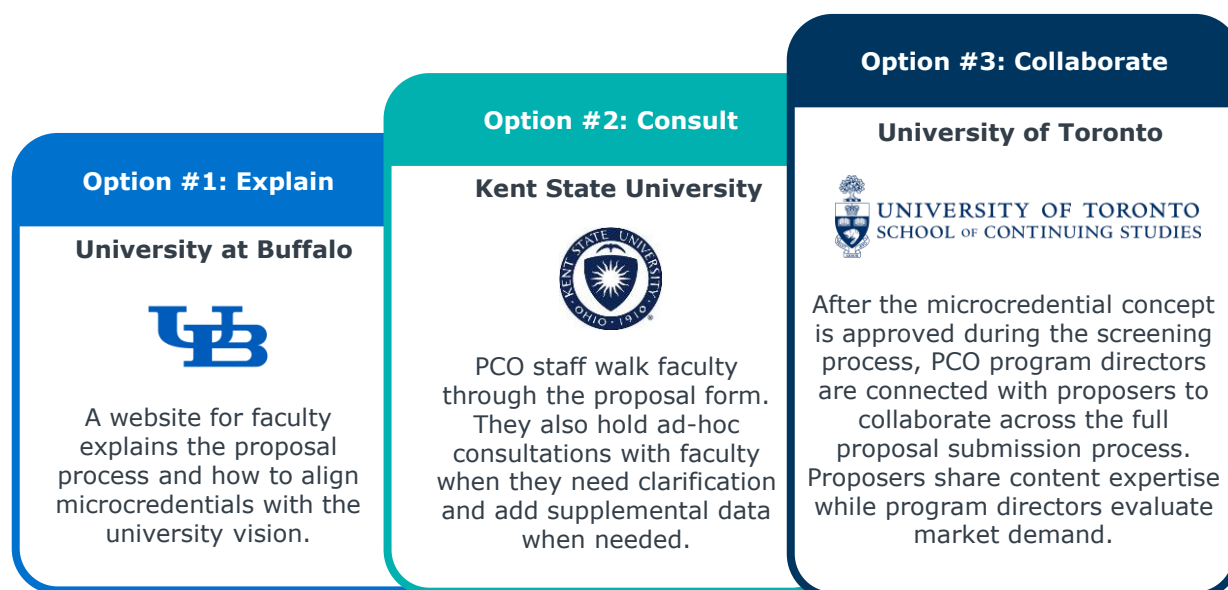 Option #1: Explain
University at Buffalo
UB
A website for faculty
explains the proposal
process and how to align
microcredentials with the
university vision.
Option #2: Consult
Kent State University
KENT STATE UNIVERSITY
OHIO · 1910
PCO staff walk faculty
through the proposal form.
They also hold ad-hoc
consultations with faculty
when they need clarification
and add supplemental data
when needed.
Option #3: Collaborate
University of Toronto
UNIVERSITY OF TORONTO
SCHOOL OF CONTINUING STUDIES
After the microcredential concept
is approved during the screening
process, PCO program directors
are connected with proposers to
collaborate across the full
proposal submission process.
Proposers share content expertise
while program directors evaluate
market demand.